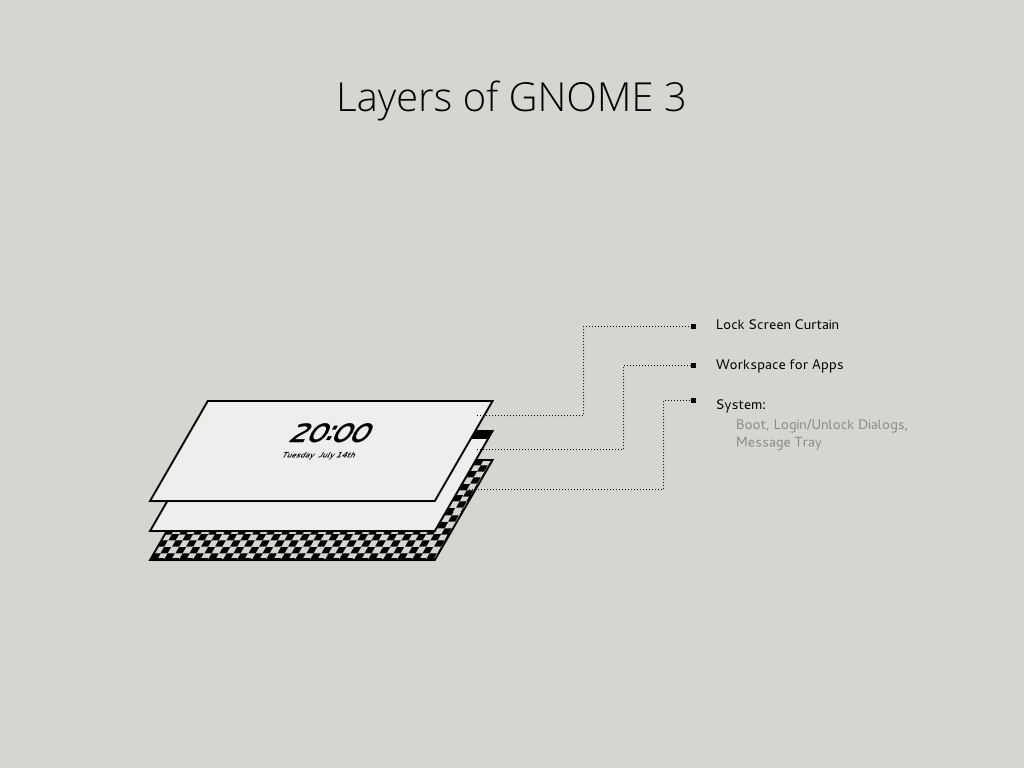 Layers of GNOME 3
Lock Screen Curtain
Workspace for Apps
System:
Boot, Login/Unlock Dialogs,
Message Tray
20:00
Tuesday July 14th